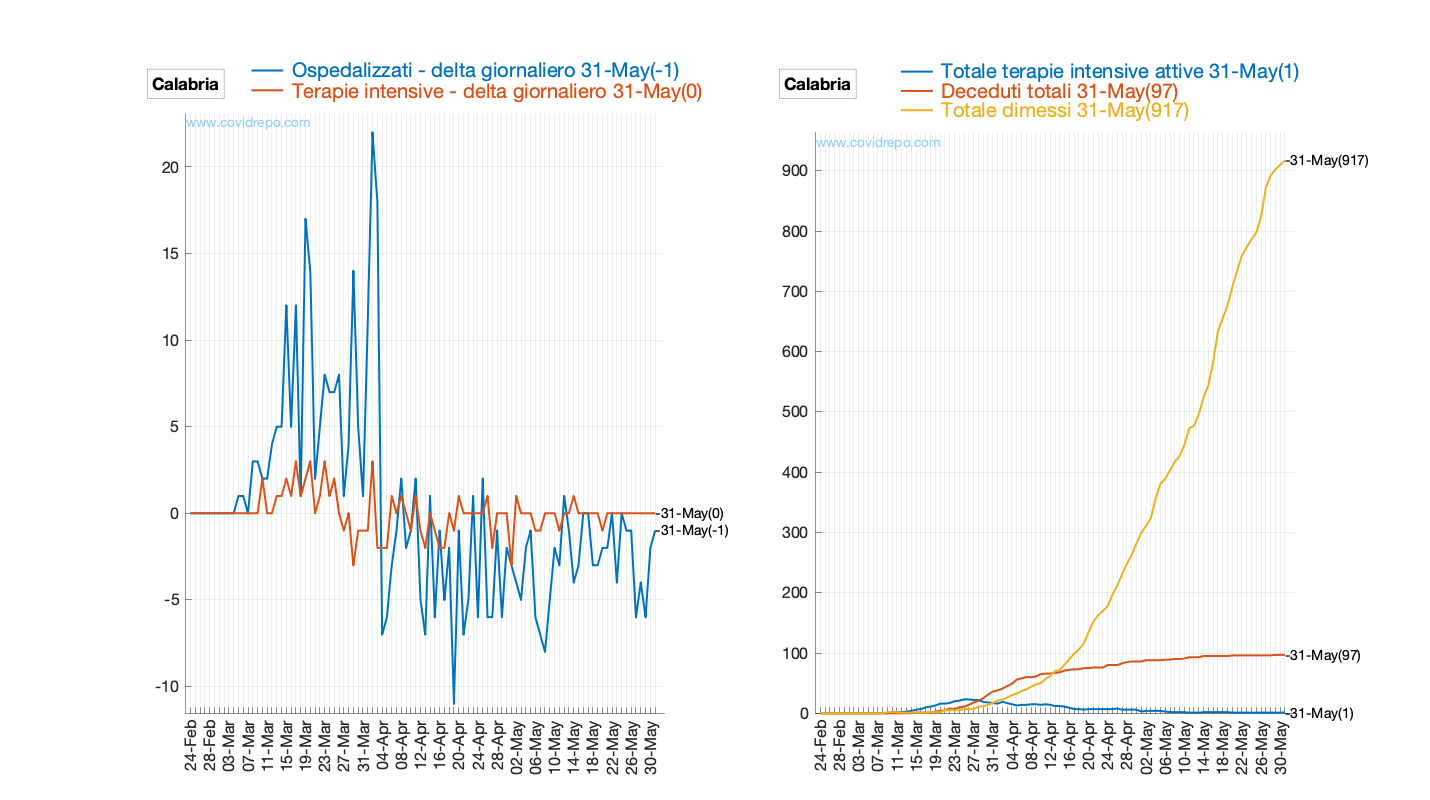 Calabria
Ospedalizzati - delta giornaliero 31-May(-1)
Terapie intensive - delta giornaliero 31-May(0)
www.covidrepo.com
20
15
10
5
0
-5
-10
-31-May(0)
-31-May(-1)
24-Feb
28-Feb
03-Mar
07-Mar
11-Mar
15-Mar
19-Mar
23-Mar
27-Mar
31-Mar
04-Apr
08-Apr
12-Apr
16-Apr
20-Apr
24-Apr
28-Apr
02-May
06-May
10-May
14-May
18-May
22-May
26-May
30-May
Calabria
Totale terapie intensive attive 31-May(1)
Deceduti totali 31-May(97)
Totale dimessi 31-May(917)
www.covidrepo.com
900
800
700
600
500
400
300
200
100
0
-31-May(917)
-31-May(97)
-31-May(1)
24-Feb
28-Feb
03-Mar
07-Mar
11-Mar
15-Mar
19-Mar
23-Mar
27-Mar
31-Mar
04-Apr
08-Apr
12-Apr
16-Apr
20-Apr
24-Apr
28-Apr
02-May
06-May
10-May
14-May
18-May
22-May
26-May
30-May